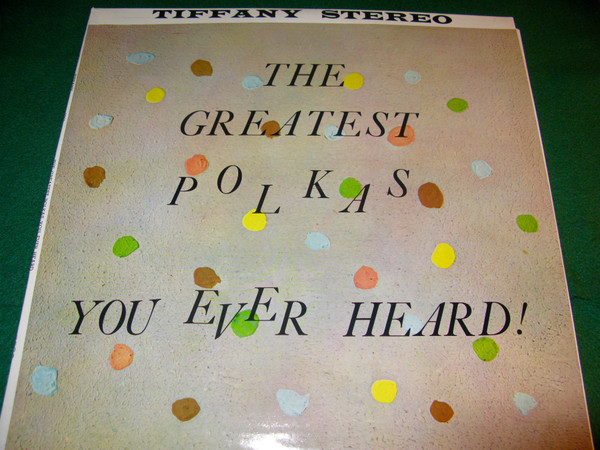 TIFFANY STEREO
THE
GREATEST
POLKAS
YOU EVER HEARD!